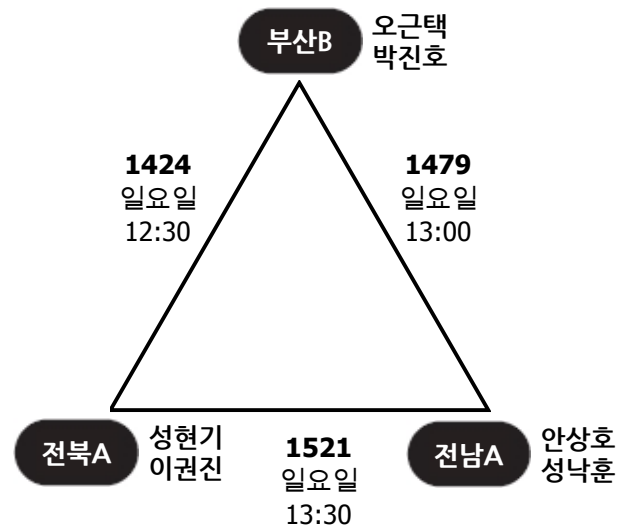 부산B
오근택
박진호
1424
일요일
12:30
1479
일요일
13:00
전북A
성현기
이권진
1521
일요일
13:30
전남A
안상호
성낙훈